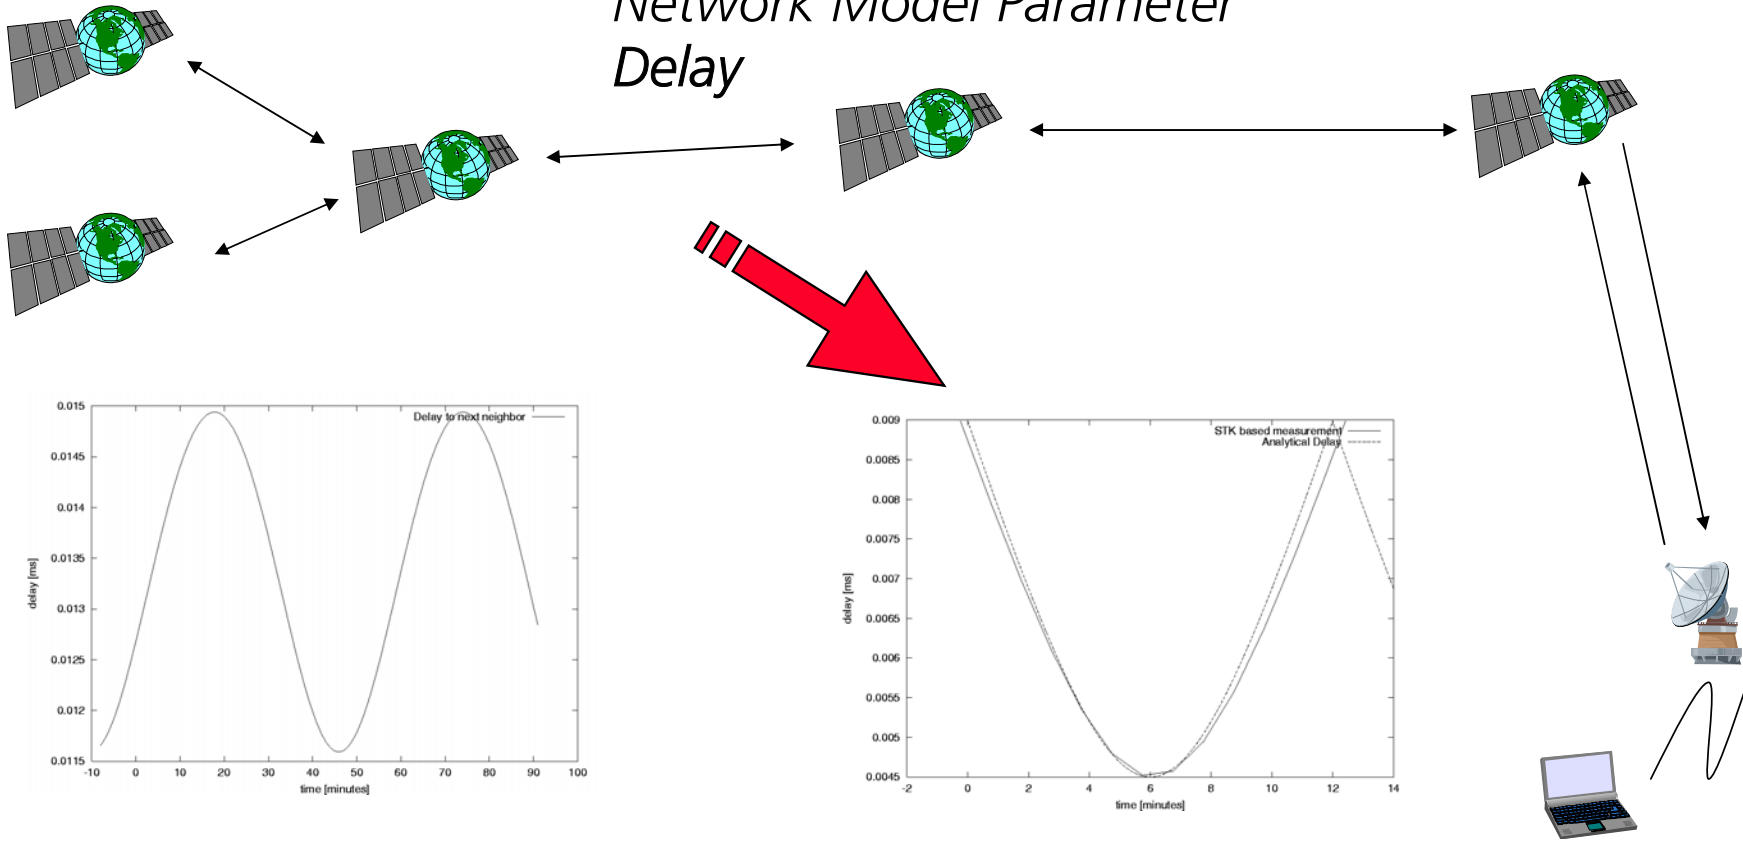 Network Model Parameter
Delay
Delay to next neighbor
0.015
0.0145
0.014
0.0135
0.013
0.0125
0.012
0.0115
delay [ms]
-10 0 10 20 30 40 50 60 70 80 90 100
time [minutes]
STK based measurement
Analytical Delay
0.009
0.0085
0.008
0.0075
0.007
0.0065
0.006
0.0055
0.005
0.0045
delay [ms]
-2 0 2 4 6 8 10 12 14
time [minutes]